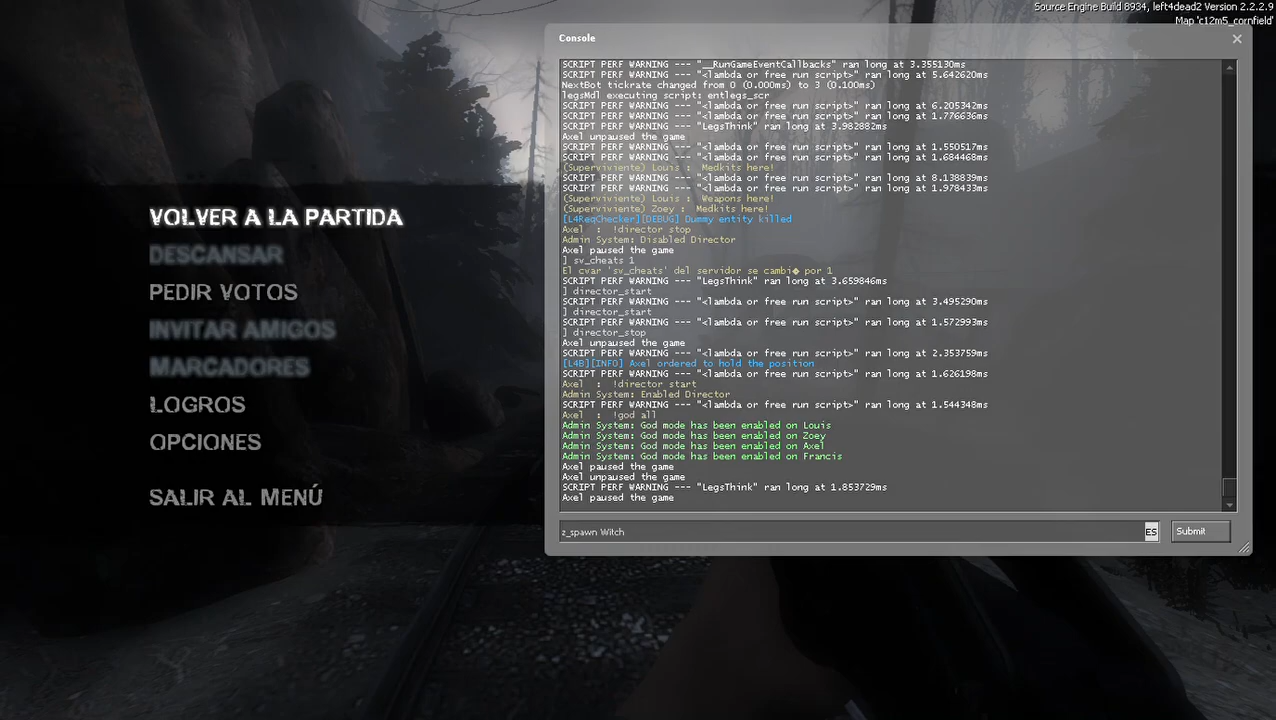 Source Engine Build 8934, left4dead2 Version 2.2.2.9
Map 'c12m5_cornfield'
Console
SCRIPT PERF WARNING --- "__RunGameEventCallbacks" ran long at 3.355130ms
SCRIPT PERF WARNING --- "<lambda or free run script>" ran long at 5.642620ms
NextBot tickrate changed from 0 (0.000ms) to 3 (0.100ms)
legsMdl executing script: entlegs_scr
SCRIPT PERF WARNING --- "<lambda or free run script>" ran long at 6.205342ms
SCRIPT PERF WARNING --- "<lambda or free run script>" ran long at 1.776636ms
SCRIPT PERF WARNING --- "LegsThink" ran long at 3.982882ms
Axel unpaused the game
SCRIPT PERF WARNING --- "<lambda or free run script>" ran long at 1.550517ms
SCRIPT PERF WARNING --- "<lambda or free run script>" ran long at 1.684468ms
(Superviviente) Louis :  Medkits here!
SCRIPT PERF WARNING --- "<lambda or free run script>" ran long at 8.138839ms
SCRIPT PERF WARNING --- "<lambda or free run script>" ran long at 1.978433ms
(Superviviente) Louis :  Weapons here!
(Superviviente) Zoey :  Medkits here!
[L4ReqChecker][DEBUG] Dummy entity killed
Axel  :  !director stop
Admin System: Disabled Director
Axel paused the game
] sv_cheats 1
El cvar 'sv_cheats' del servidor se cambi� por 1
SCRIPT PERF WARNING --- "LegsThink" ran long at 3.659846ms
] director_start
SCRIPT PERF WARNING --- "<lambda or free run script>" ran long at 3.495290ms
] director_start
SCRIPT PERF WARNING --- "<lambda or free run script>" ran long at 1.572993ms
] director_stop
Axel unpaused the game
SCRIPT PERF WARNING --- "<lambda or free run script>" ran long at 2.353759ms
[L4B][INFO] Axel ordered to hold the position
SCRIPT PERF WARNING --- "<lambda or free run script>" ran long at 1.626198ms
Axel  :  !director start
Admin System: Enabled Director
SCRIPT PERF WARNING --- "<lambda or free run script>" ran long at 1.544348ms
Axel  :  !god all
Admin System: God mode has been enabled on Louis
Admin System: God mode has been enabled on Zoey
Admin System: God mode has been enabled on Axel
Admin System: God mode has been enabled on Francis
Axel paused the game
Axel unpaused the game
SCRIPT PERF WARNING --- "LegsThink" ran long at 1.853729ms
Axel paused the game
z_spawn Witch
ES
Submit
VOLVER A LA PARTIDA
DESCANSAR
PEDIR VOTOS
INVITAR AMIGOS
MARCADORES
LOGROS
OPCIONES
SALIR AL MENÚ